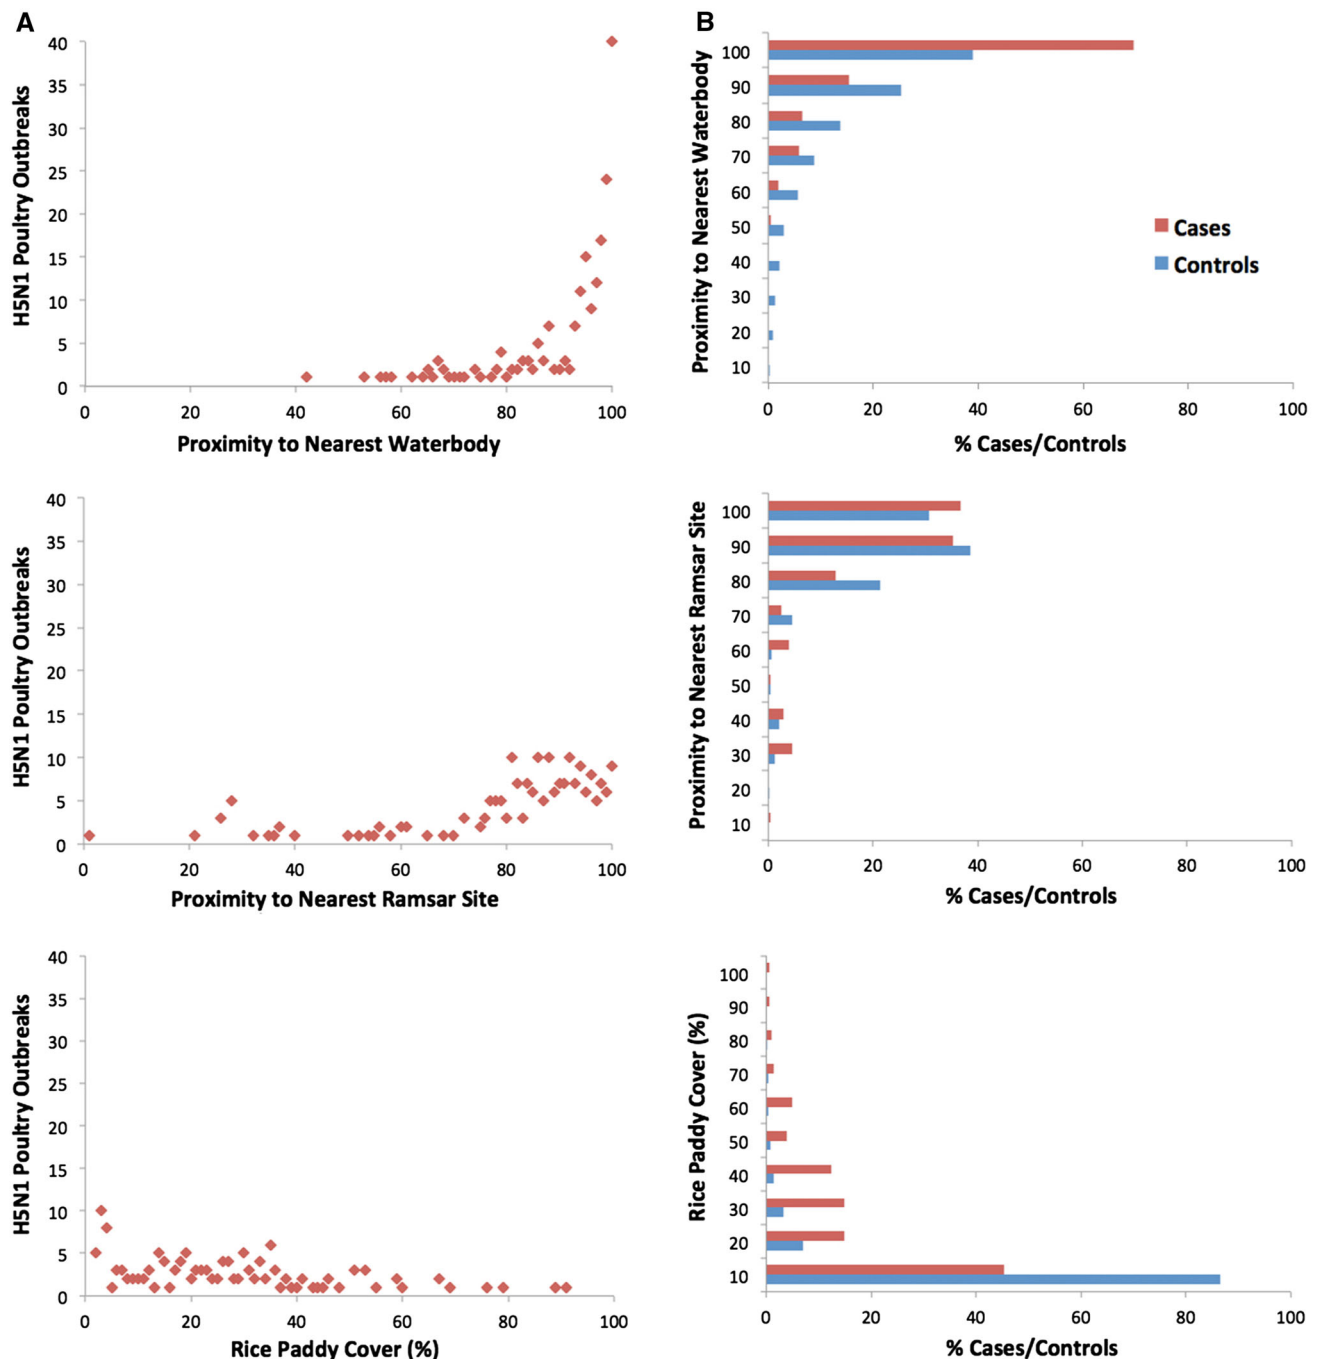 A
H5N1 Poultry Outbreaks
40
35
30
25
20
15
10
5
0
0 20 40 60 80 100
Proximity to Nearest Waterbody
B
Proximity to Nearest Waterbody
100
90
80
70
60
50
40
30
20
10
Cases
Controls
0 20 40 60 80 100
% Cases/Controls
H5N1 Poultry Outbreaks
40
35
30
25
20
15
10
5
0
0 20 40 60 80 100
Proximity to Nearest Ramsar Site
Proximity to Nearest Ramsar Site
100
90
80
70
60
50
40
30
20
10
0 20 40 60 80 100
% Cases/Controls
H5N1 Poultry Outbreaks
40
35
30
25
20
15
10
5
0
0 20 40 60 80 100
Rice Paddy Cover (%)
Rice Paddy Cover (%)
100
90
80
70
60
50
40
30
20
10
0 20 40 60 80 100
% Cases/Controls